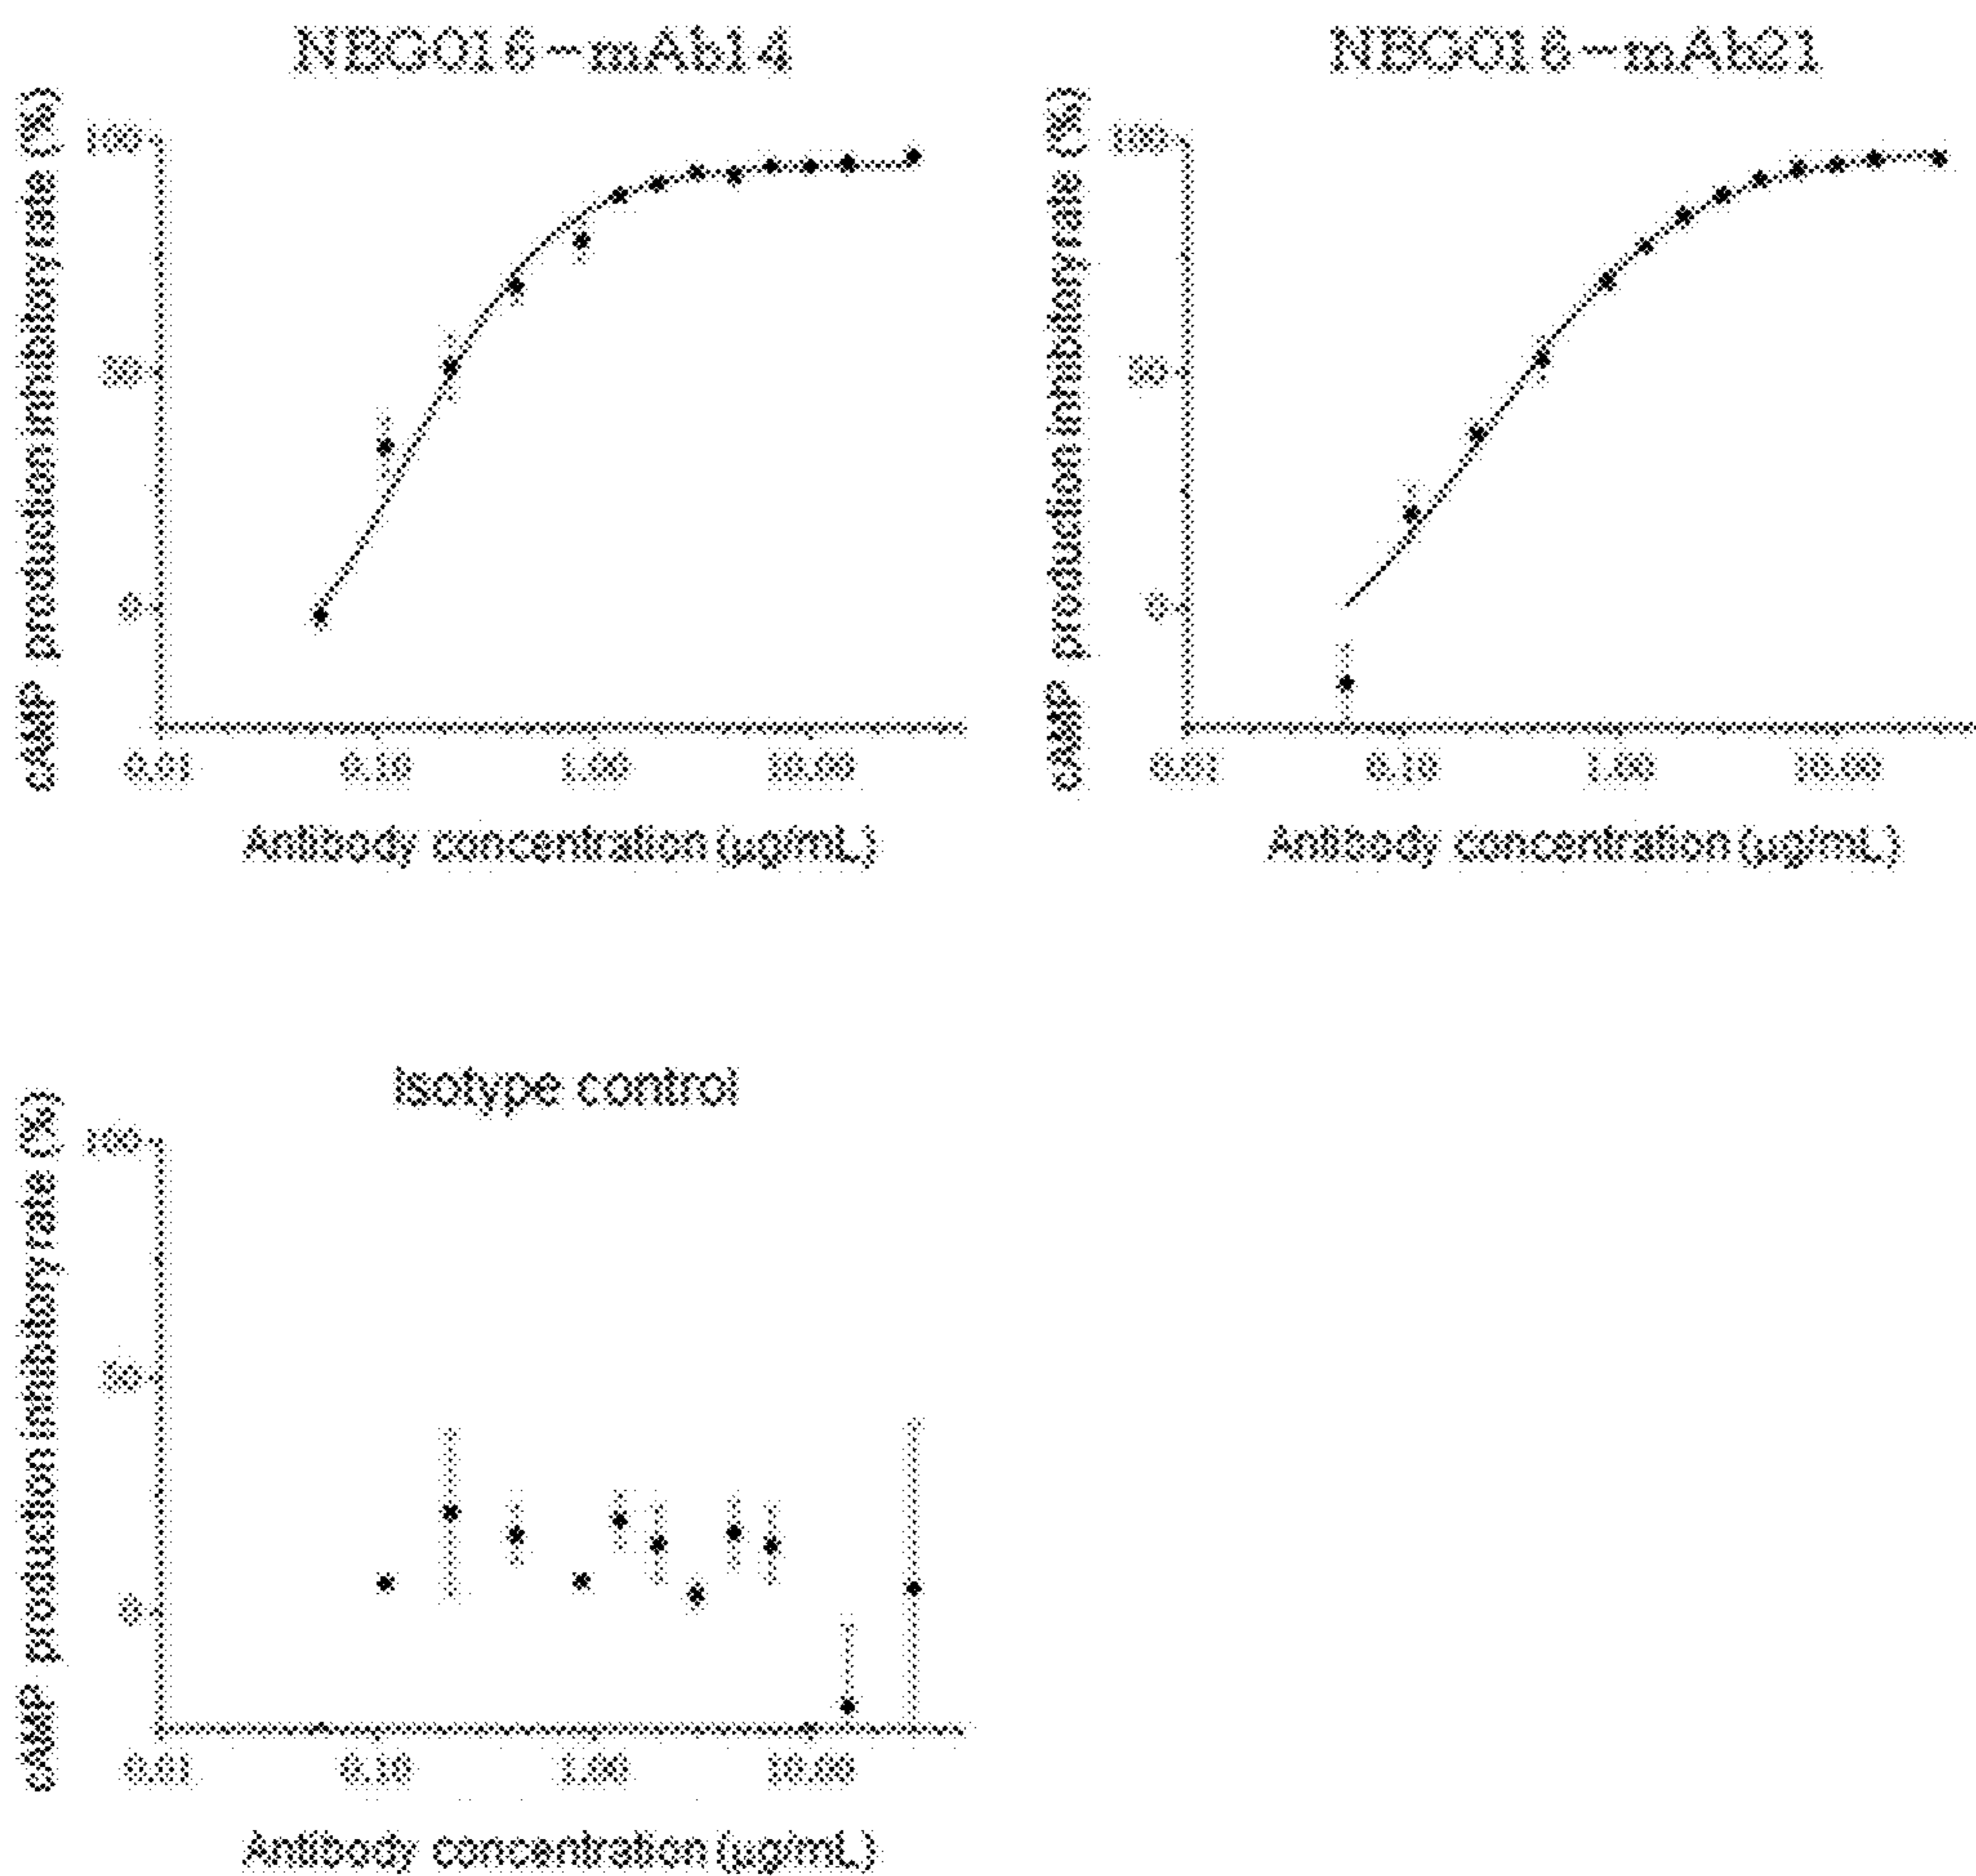 NBG016-mAb14
cAMP production inhibitory rate (%)
100
50
0
0.01 0.10 1.00 10.00
Antibody concentration (μg/mL)
NBG016-mAb21
cAMP production inhibitory rate (%)
100
50
0
0.01 0.10 1.00 10.00
Antibody concentration (μg/mL)
Isotype control
cAMP production inhibitory rate (%)
100
50
0
0.01 0.10 1.00 10.00
Antibody concentration (μg/mL)